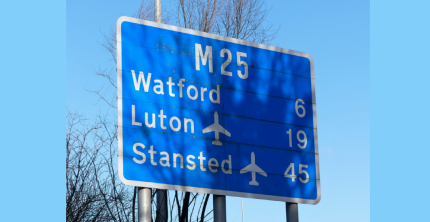 M25
Watford 6
Luton 19
Stansted 45